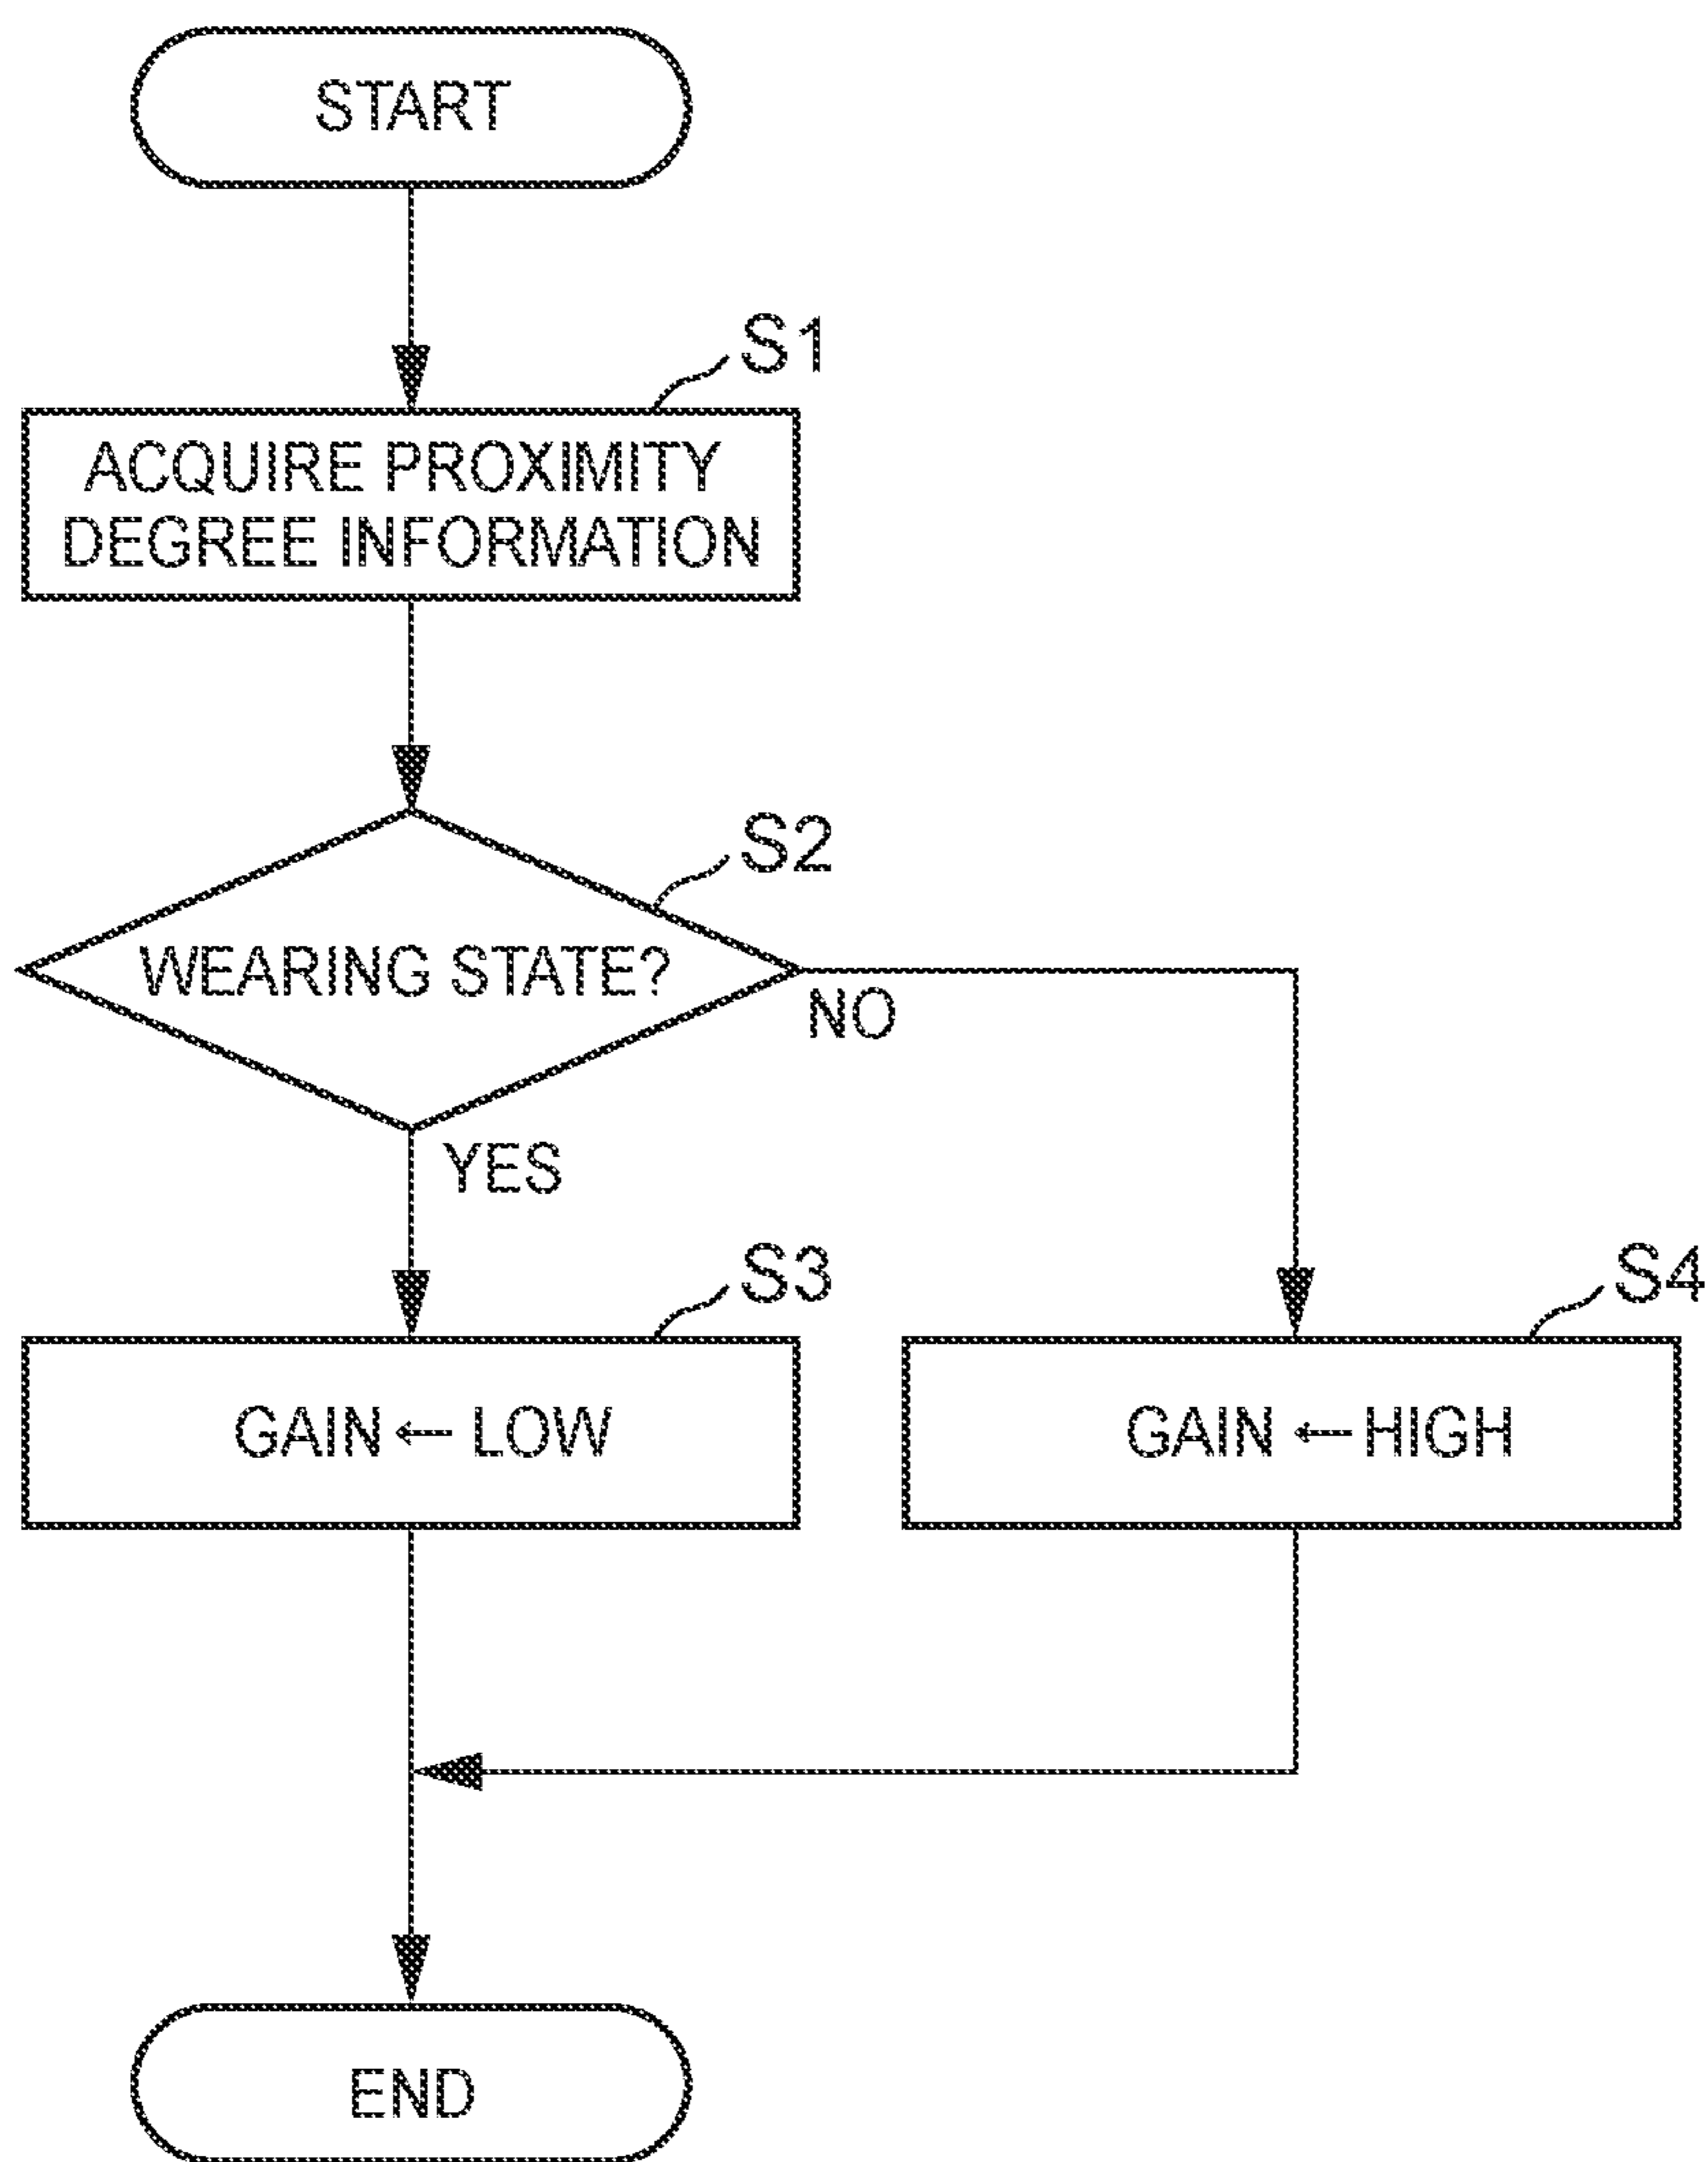 START
S1
ACQUIRE PROXIMITY
DEGREE INFORMATION
S2
WEARING STATE?
NO
YES
S3
S4
GAIN ← LOW
GAIN ← HIGH
END